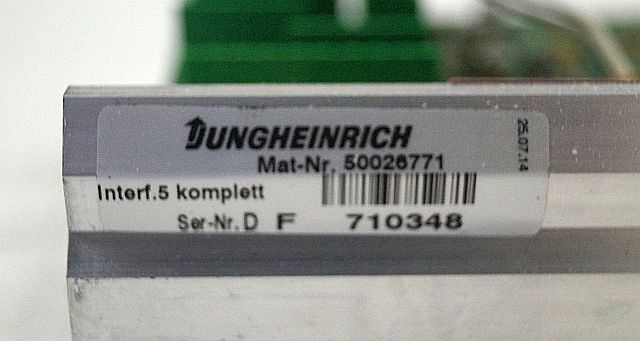 JUNGHEINRICH
25.07.14
Mat-Nr. 50026771
Interf.5 komplett
Ser-Nr. D F 710348